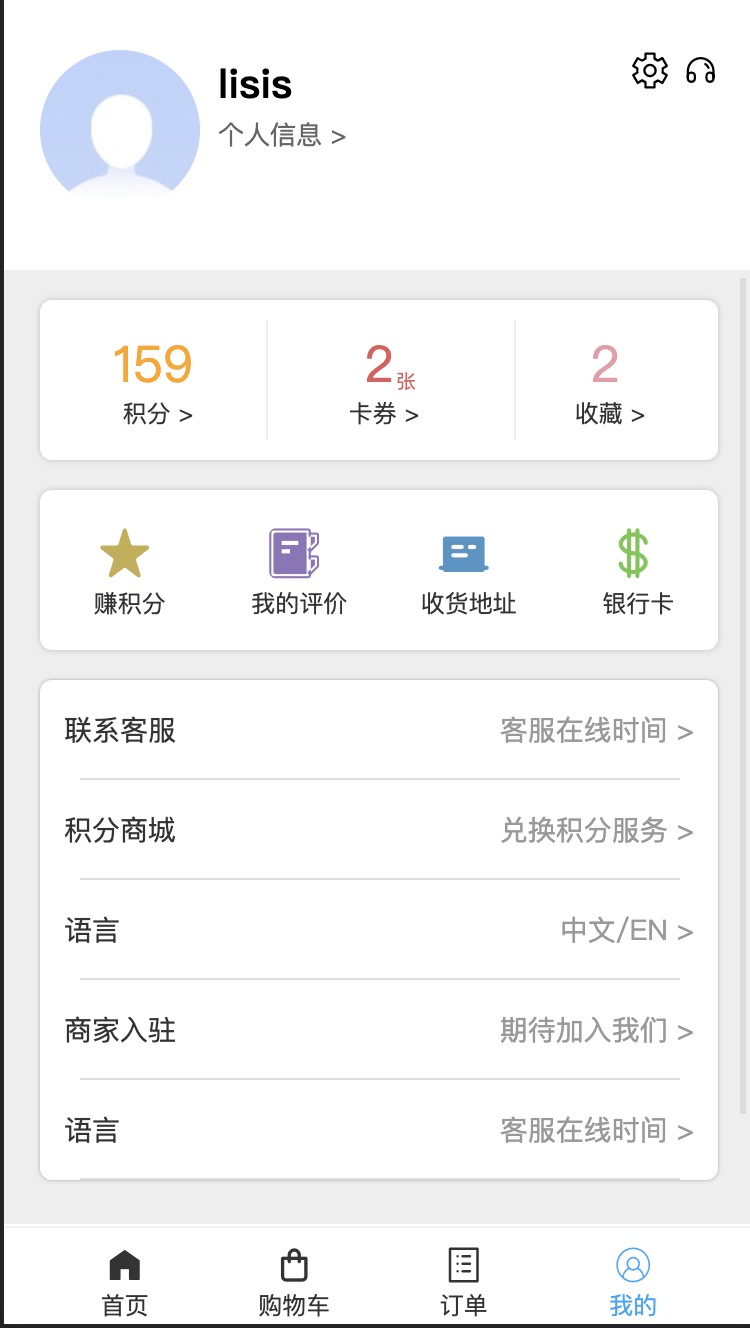 lisis
个人信息 >
159 2张 2
积分 > 卡券 > 收藏 >
赚积分 我的评价 收货地址 银行卡
联系客服 客服在线时间 >
积分商城 兑换积分服务 >
语言 中文/EN >
商家入驻 期待加入我们 >
语言 客服在线时间 >
首页 购物车 订单 我的